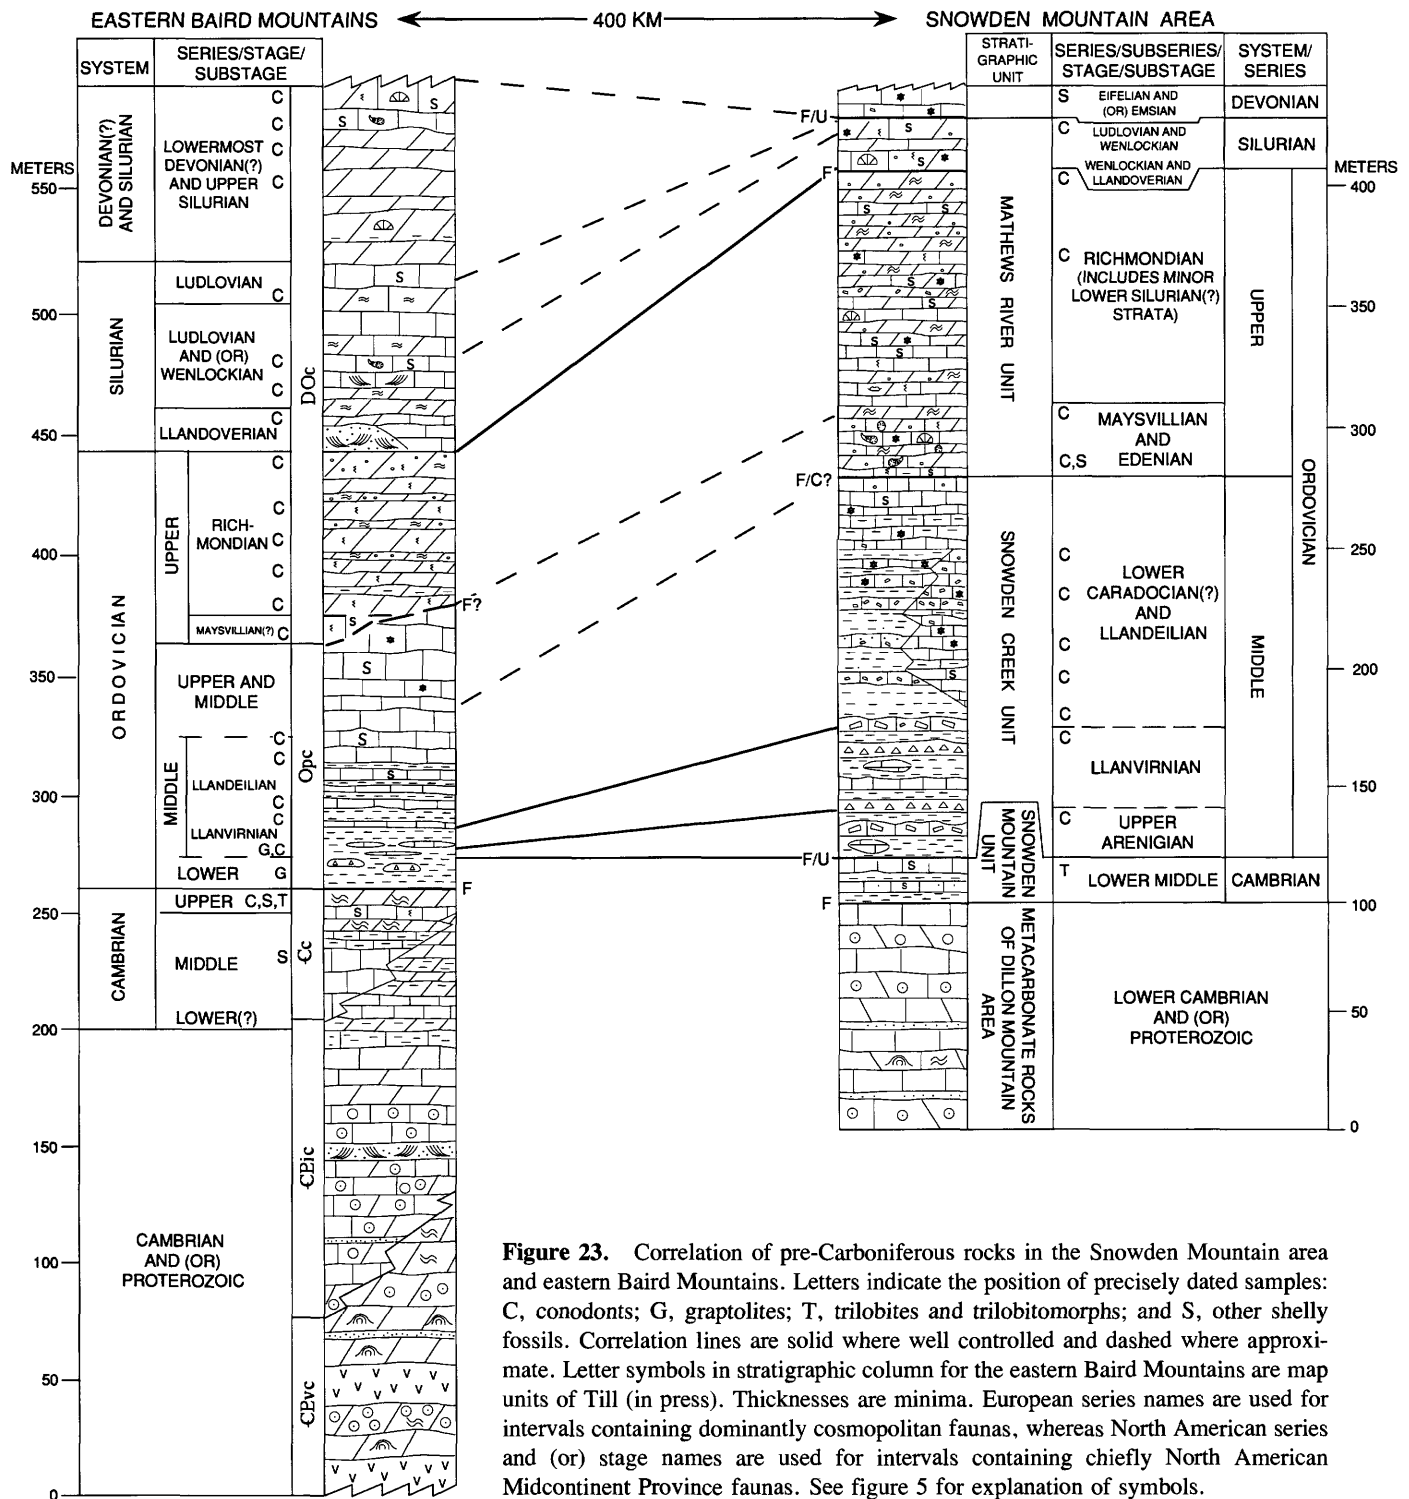 EASTERN BAIRD MOUNTAINS
400 KM
SNOWDEN MOUNTAIN AREA
SYSTEM
SERIES/STAGE/
SUBSTAGE
METERS
550
500
450
400
350
300
250
200
150
100
50
0
DEVONIAN(?)
AND SILURIAN
SILURIAN
ORDOVICIAN
CAMBRIAN
CAMBRIAN
AND (OR)
PROTEROZOIC
C
C
LOWERMOST C
DEVONIAN(?)
AND UPPER C
SILURIAN
LUDLOVIAN
C
LUDLOVIAN
AND (OR) C
WENLOCKIAN
C
C
LLANDOVERIAN
UPPER
C
C
RICH-
MONDIAN C
C
C
MAYSVILLIAN(?) C
UPPER AND
MIDDLE
MIDDLE
C
C
LLANDEILIAN
C
C
LLANVIRNIAN
G,C
LOWER G
UPPER C,S,T
MIDDLE S
LOWER(?)
DOc
Opc
Єc
F?
F
F/U
F
F/C?
F/U
F
STRATI-
GRAPHIC
UNIT
SERIES/SUBSERIES/
STAGE/SUBSTAGE
SYSTEM/
SERIES
MATHEWS RIVER UNIT
SNOWDEN CREEK UNIT
SNOWDEN
MOUNTAIN
UNIT
METACARBONATE ROCKS
OF DILLON MOUNTAIN
AREA
S EIFELIAN AND
(OR) EMSIAN
C LUDLOVIAN AND
WENLOCKIAN
WENLOCKIAN AND
C LLANDOVERIAN
C RICHMONDIAN
(INCLUDES MINOR
LOWER SILURIAN(?)
STRATA)
C MAYSVILLIAN
AND
C,S EDENIAN
C
LOWER
C CARADOCIAN(?)
AND
C LLANDEILIAN
C
C
C
LLANVIRNIAN
C UPPER
ARENIGIAN
T LOWER MIDDLE
LOWER CAMBRIAN
AND (OR)
PROTEROZOIC
DEVONIAN
SILURIAN
UPPER
MIDDLE
ORDOVICIAN
CAMBRIAN
METERS
400
350
300
250
200
150
100
50
0
Figure 23. Correlation of pre-Carboniferous rocks in the Snowden Mountain area
and eastern Baird Mountains. Letters indicate the position of precisely dated samples:
C, conodonts; G, graptolites; T, trilobites and trilobitomorphs; and S, other shelly
fossils. Correlation lines are solid where well controlled and dashed where approxi-
mate. Letter symbols in stratigraphic column for the eastern Baird Mountains are map
units of Till (in press). Thicknesses are minima. European series names are used for
intervals containing dominantly cosmopolitan faunas, whereas North American series
and (or) stage names are used for intervals containing chiefly North American
Midcontinent Province faunas. See figure 5 for explanation of symbols.